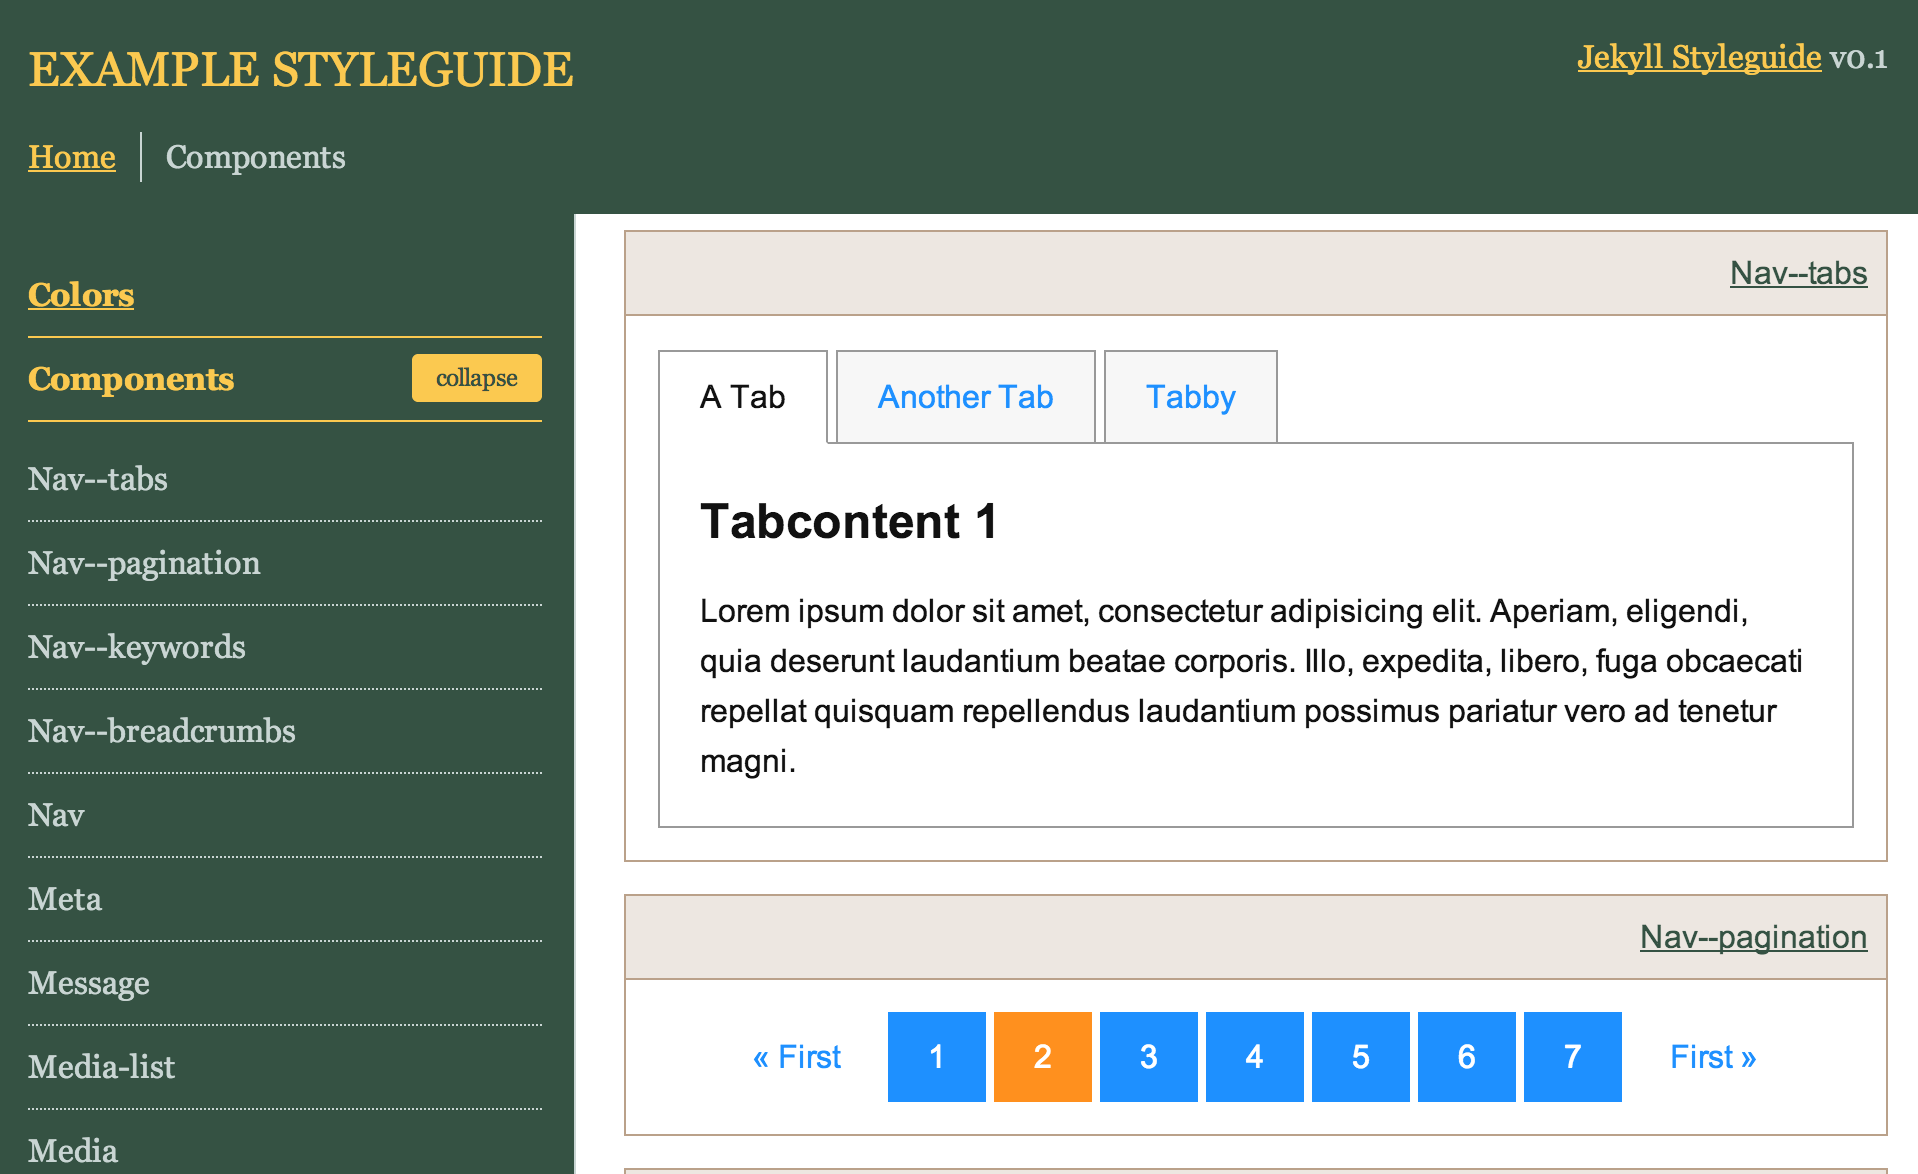 EXAMPLE STYLEGUIDE
Jekyll Styleguide v0.1
Home
Components
Colors
Components
collapse
Nav--tabs
Nav--pagination
Nav--keywords
Nav--breadcrumbs
Nav
Meta
Message
Media-list
Media
Nav--tabs
A Tab
Another Tab
Tabby
Tabcontent 1
Lorem ipsum dolor sit amet, consectetur adipisicing elit. Aperiam, eligendi,
quia deserunt laudantium beatae corporis. Illo, expedita, libero, fuga obcaecati
repellat quisquam repellendus laudantium possimus pariatur vero ad tenetur
magni.
Nav--pagination
« First 1 2 3 4 5 6 7 First »